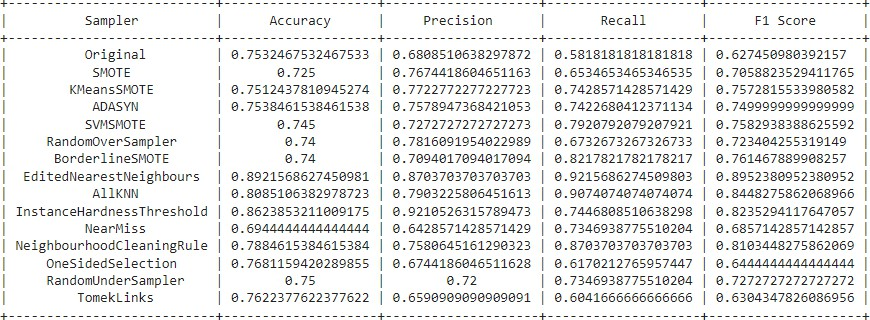 +------------------------+--------------------+--------------------+--------------------+--------------------+
| Sampler | Accuracy | Precision | Recall | F1 Score |
+------------------------+--------------------+--------------------+--------------------+--------------------+
| Original | 0.7532467532467533 | 0.6808510638297872 | 0.5818181818181818 | 0.627450980392157 |
| SMOTE | 0.725 | 0.7674418604651163 | 0.6534653465346535 | 0.7058823529411765 |
| KMeansSMOTE | 0.7512437810945274 | 0.7722772277227723 | 0.7428571428571429 | 0.7572815533980582 |
| ADASYN | 0.7538461538461538 | 0.7578947368421053 | 0.7422680412371134 | 0.7499999999999999 |
| SVMSMOTE | 0.745 | 0.7272727272727273 | 0.7920792079207921 | 0.7582938388625592 |
| RandomOverSampler | 0.74 | 0.7816091954022989 | 0.6732673267326733 | 0.723404255319149 |
| BorderlineSMOTE | 0.74 | 0.7094017094017094 | 0.8217821782178217 | 0.761467889908257 |
| EditedNearestNeighbours | 0.8921568627450981 | 0.8703703703703703 | 0.9215686274509803 | 0.8952380952380952 |
| AllKNN | 0.8085106382978723 | 0.7903225806451613 | 0.9074074074074074 | 0.8448275862068966 |
| InstanceHardnessThreshold | 0.8623853211009175 | 0.9210526315789473 | 0.7446808510638298 | 0.8235294117647057 |
| NearMiss | 0.6944444444444444 | 0.6428571428571429 | 0.7346938775510204 | 0.6857142857142857 |
| NeighbourhoodCleaningRule | 0.7884615384615384 | 0.7580645161290323 | 0.8703703703703703 | 0.8103448275862069 |
| OneSidedSelection | 0.7681159420289855 | 0.6744186046511628 | 0.6170212765957447 | 0.6444444444444444 |
| RandomUnderSampler | 0.75 | 0.72 | 0.7346938775510204 | 0.7272727272727272 |
| TomekLinks | 0.7622377622377622 | 0.6590909090909091 | 0.6041666666666666 | 0.6304347826086956 |
+------------------------+--------------------+--------------------+--------------------+--------------------+